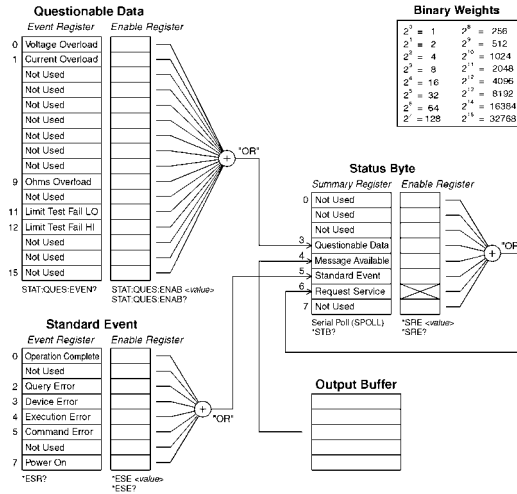 Questionable Data
Event Register Enable Register
0 Voltage Overload
1 Current Overload
Not Used
Not Used
Not Used
Not Used
Not Used
Not Used
Not Used
9 Ohms Overload
Not Used
11 Limit Test Fail LO
12 Limit Test Fail HI
Not Used
Not Used
15 Not Used
STAT:QUES:EVEN?
STAT:QUES:ENAB <value>
STAT:QUES:ENAB?
+
"OR"
Binary Weights
2⁰ = 1 2⁸ = 256
2¹ = 2 2⁹ = 512
2² = 4 2¹⁰ = 1024
2³ = 8 2¹¹ = 2048
2⁴ = 16 2¹² = 4096
2⁵ = 32 2¹³ = 8192
2⁶ = 64 2¹⁴ = 16384
2⁷ = 128 2¹⁵ = 32768
Status Byte
Summary Register Enable Register
0 Not Used
Not Used
Not Used
3 Questionable Data
4 Message Available
5 Standard Event
6 Request Service
7 Not Used
Serial Poll (SPOLL)
*STB?
*SRE <value>
*SRE?
+
"OR
Standard Event
Event Register Enable Register
0 Operation Complete
Not Used
2 Query Error
3 Device Error
4 Execution Error
5 Command Error
Not Used
7 Power On
*ESR?
*ESE <value>
*ESE?
+
"OR"
Output Buffer